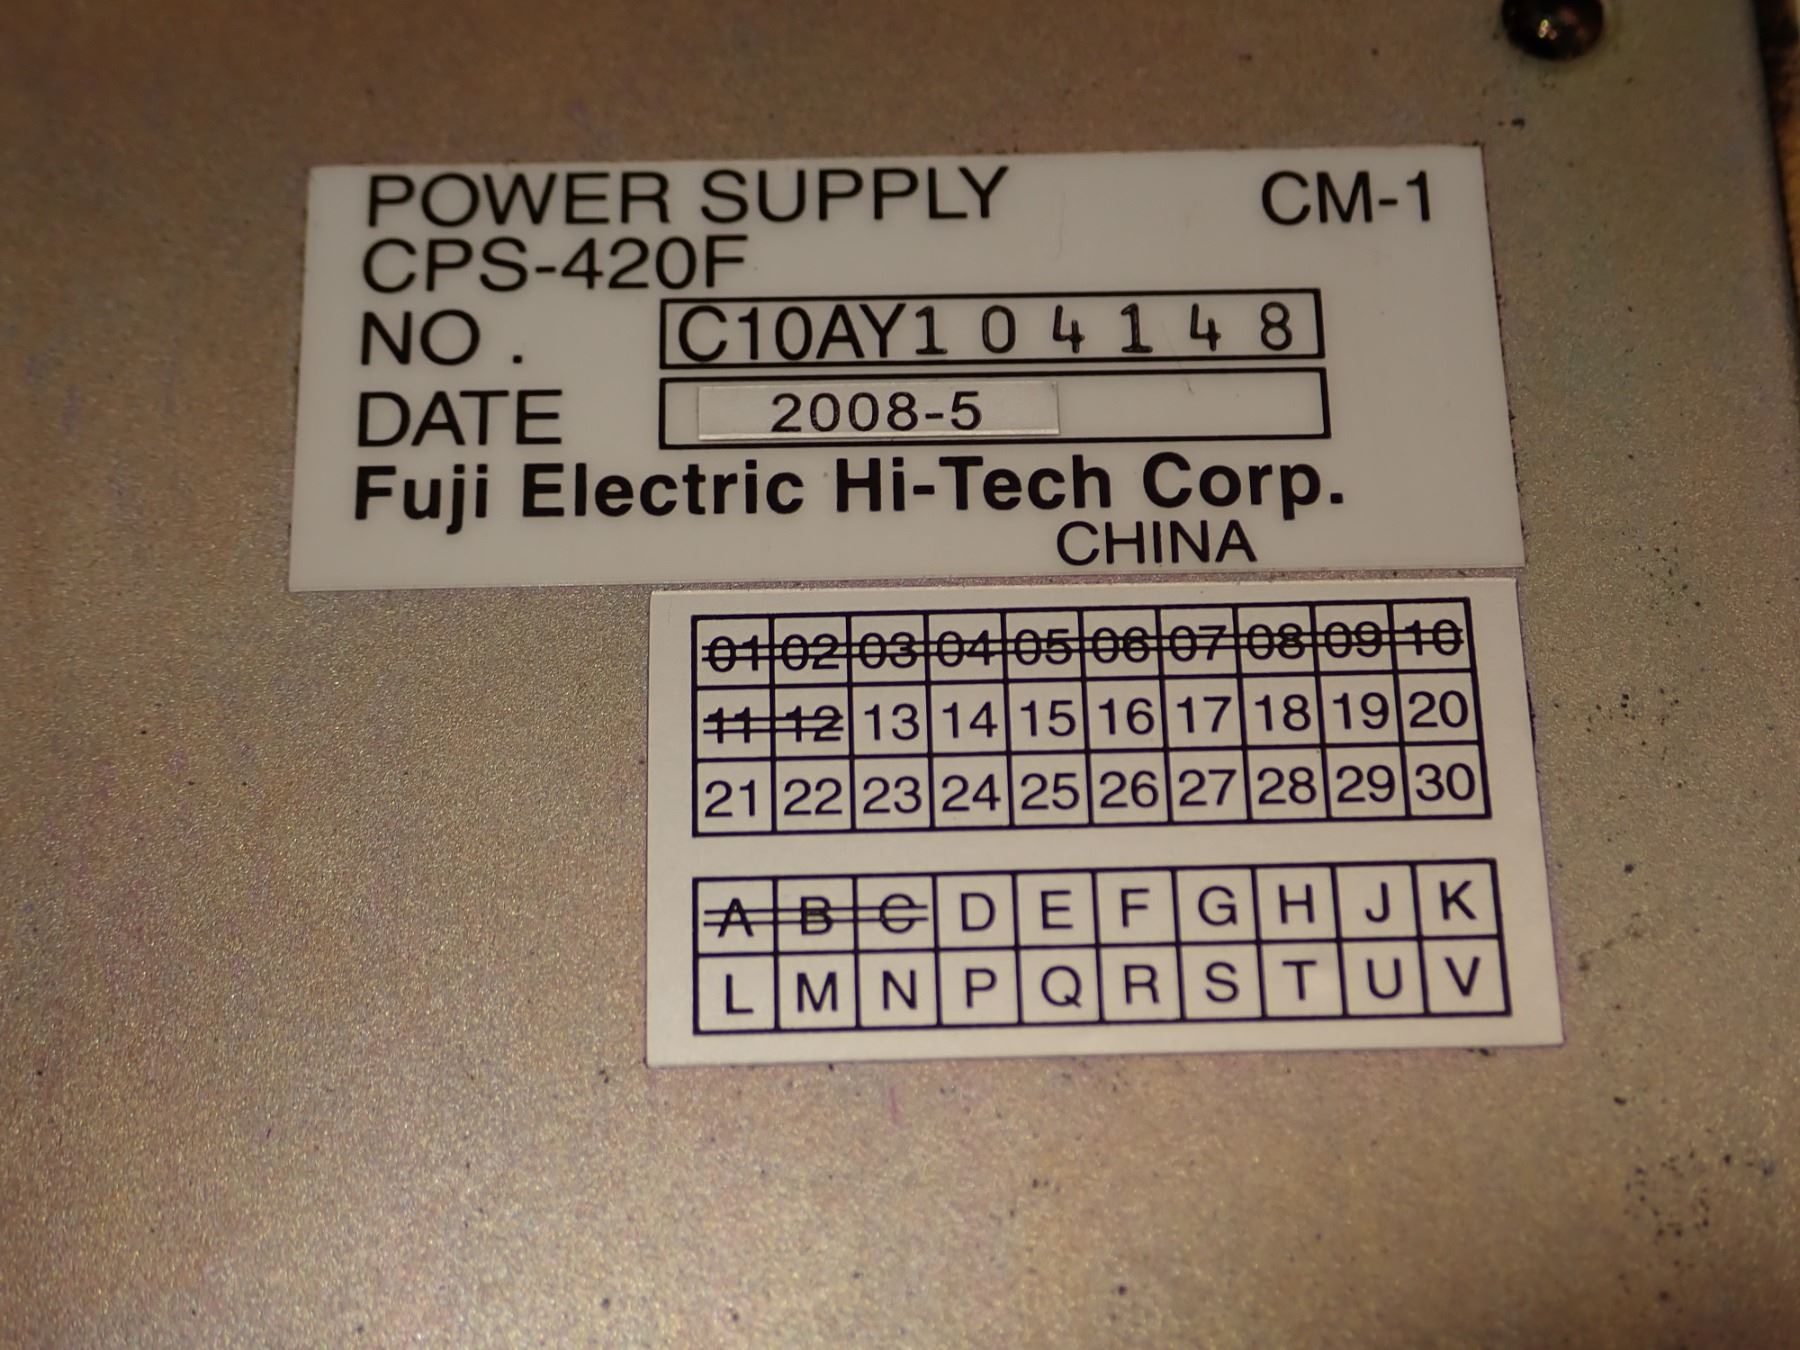 POWER SUPPLY CM-1
CPS-420F
NO. C10AY104148
DATE 2008-5
Fuji Electric Hi-Tech Corp.
CHINA
01 02 03 04 05 06 07 08 09 10
11 12 13 14 15 16 17 18 19 20
21 22 23 24 25 26 27 28 29 30
A B C D E F G H J K
L M N P Q R S T U V